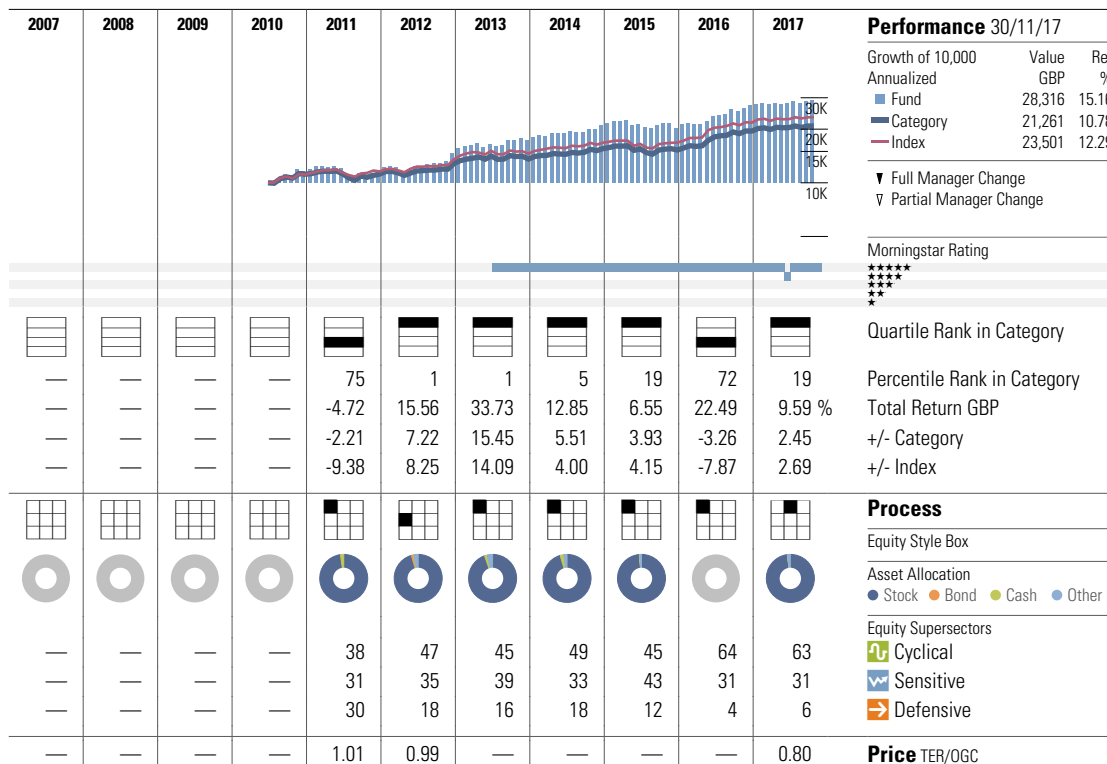 2007 2008 2009 2010 2011 2012 2013 2014 2015 2016 2017 Performance 30/11/17
Growth of 10,000 Value
Annualized GBP %
Fund 28,316
Category 21,261
Index 23,501
30K
20K
15K
10K
Full Manager Change
Partial Manager Change
Morningstar Rating
★★★★★
★★★★
★★★
★★
★
Quartile Rank in Category
— — — — 75 1 1 5 19 72 19 Percentile Rank in Category
— — — — -4.72 15.56 33.73 12.85 6.55 22.49 9.59 % Total Return GBP
— — — — -2.21 7.22 15.45 5.51 3.93 -3.26 2.45 +/- Category
— — — — -9.38 8.25 14.09 4.00 4.15 -7.87 2.69 +/- Index
Process
Equity Style Box
Asset Allocation
Stock Bond Cash Other
Equity Supersectors
— — — — 38 47 45 49 45 64 63 Cyclical
— — — — 31 35 39 33 43 31 31 Sensitive
— — — — 30 18 16 18 12 4 6 Defensive
— — — — 1.01 0.99 — — — — 0.80 Price TER/OGC